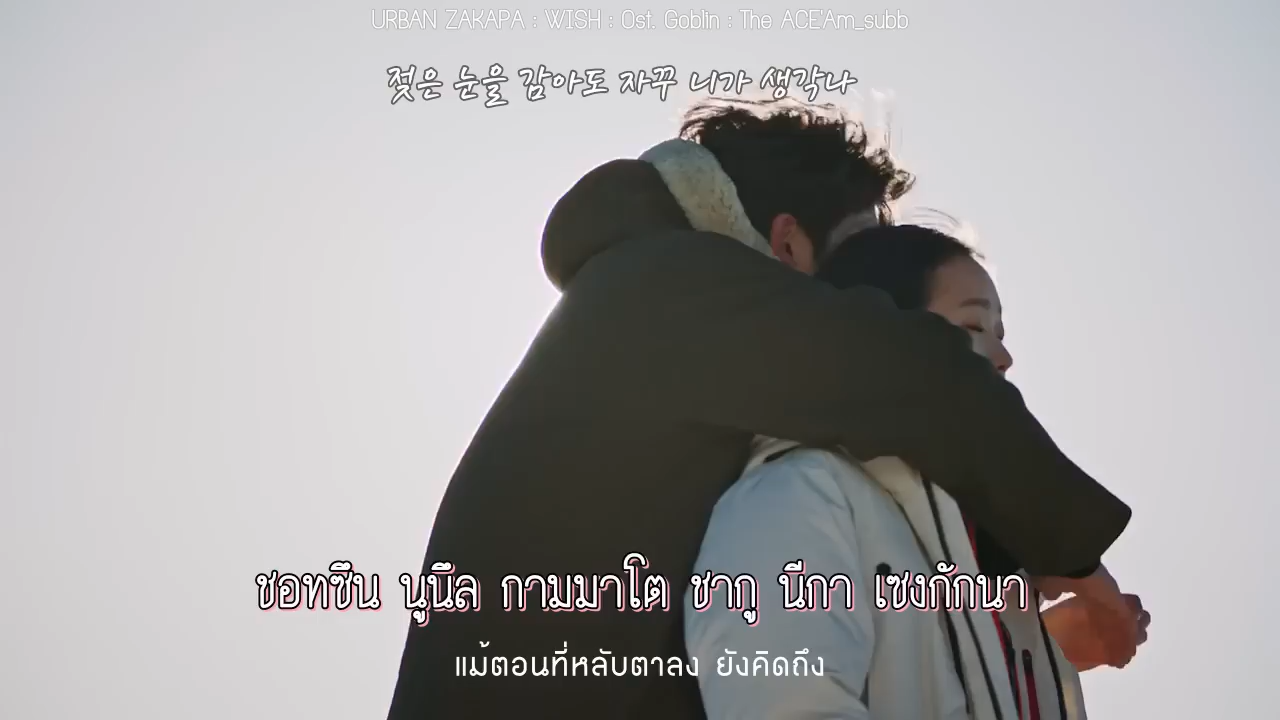 URBAN ZAKAPA : WISH : Ost. Goblin : The ACE'Am_subb
젖은 눈을 감아도 자꾸 니가 생각나
ชอทซึน นูนึล กามมาโต ชากู นีกา เซงกักนา
แม้ตอนที่หลับตาลง ยังคิดถึง